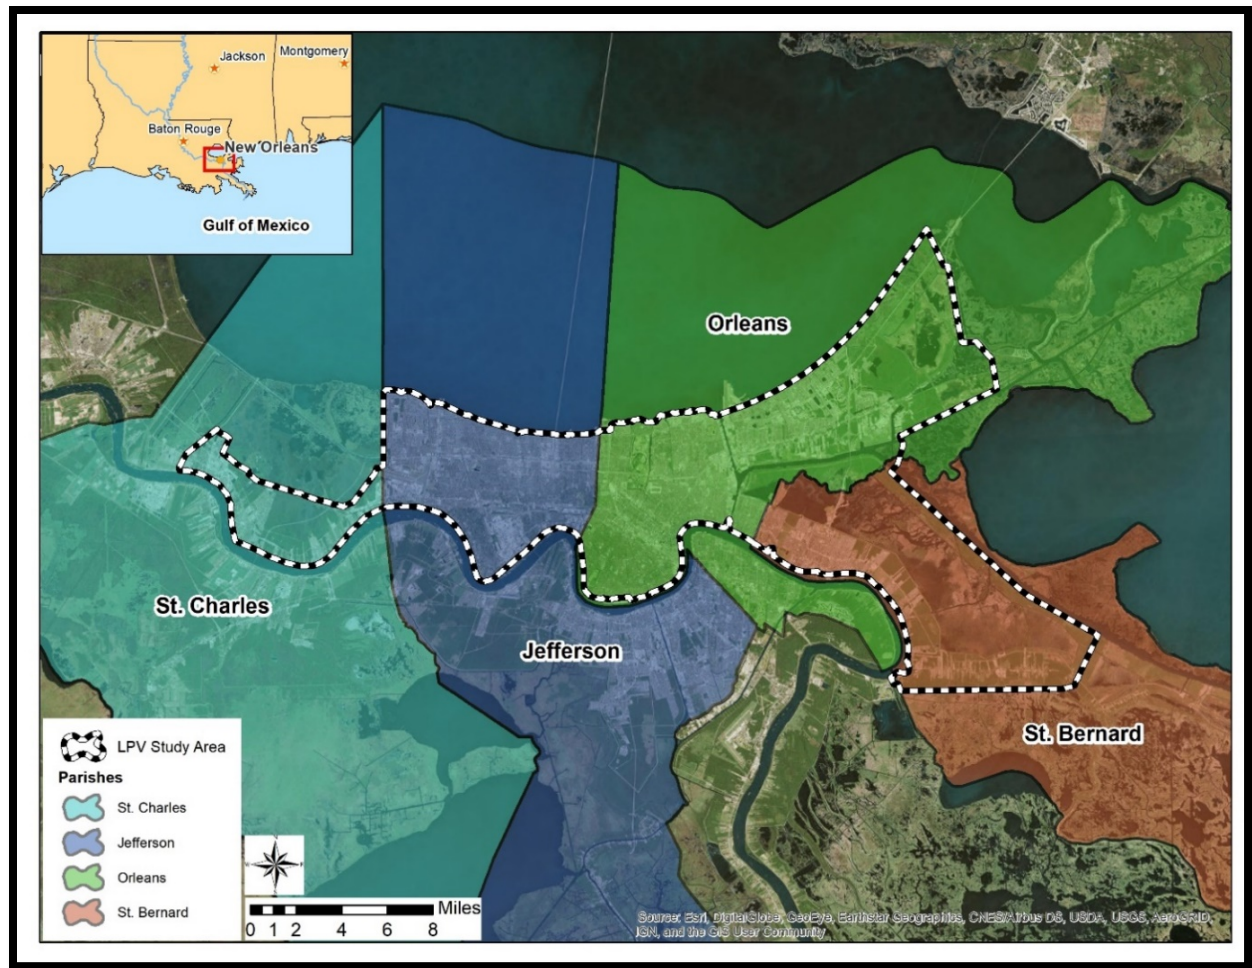 Jackson
Montgomery
Baton Rouge
New Orleans
Gulf of Mexico
Orleans
St. Charles
Jefferson
St. Bernard
LPV Study Area
Parishes
St. Charles
Jefferson
Orleans
St. Bernard
Miles
0 1 2 4 6 8
Source: Esri, DigitalGlobe, GeoEye, Earthstar Geographics, CNES/Airbus DS, USDA, USGS, AeroGRID,
IGN, and the GIS User Community